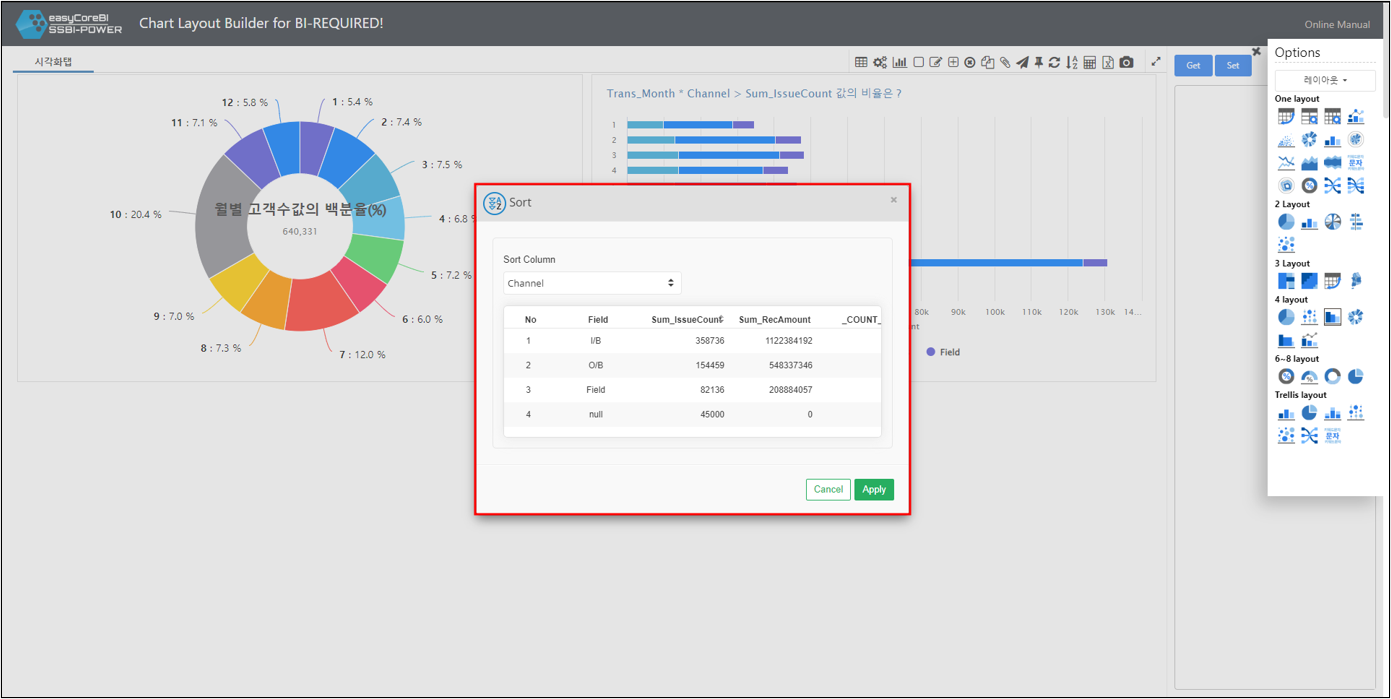 easyCoreBI
SSBI-POWER
Chart Layout Builder for BI-REQUIRED!
Online Manual
시각화탭
Get
Set
Options
레이아웃
One layout
문자
2 Layout
3 Layout
4 layout
6~8 layout
Trellis layout
문자
12 : 5.8 %
1 : 5.4 %
11 : 7.1 %
2 : 7.4 %
3 : 7.5 %
10 : 20.4 %
월별 고객수값의 백분율(%)
640,331
4 : 6.8 %
5 : 7.2 %
9 : 7.0 %
6 : 6.0 %
8 : 7.3 %
7 : 12.0 %
Trans_Month * Channel > Sum_IssueCount 값의 비율은 ?
1
2
3
4
80k
90k
100k
110k
120k
130k
14...
nt
Field
Sort
×
Sort Column
Channel
No Field Sum_IssueCount Sum_RecAmount _COUNT_
1 I/B 358736 1122384192
2 O/B 154459 548337346
3 Field 82136 208884057
4 null 45000 0
Cancel
Apply